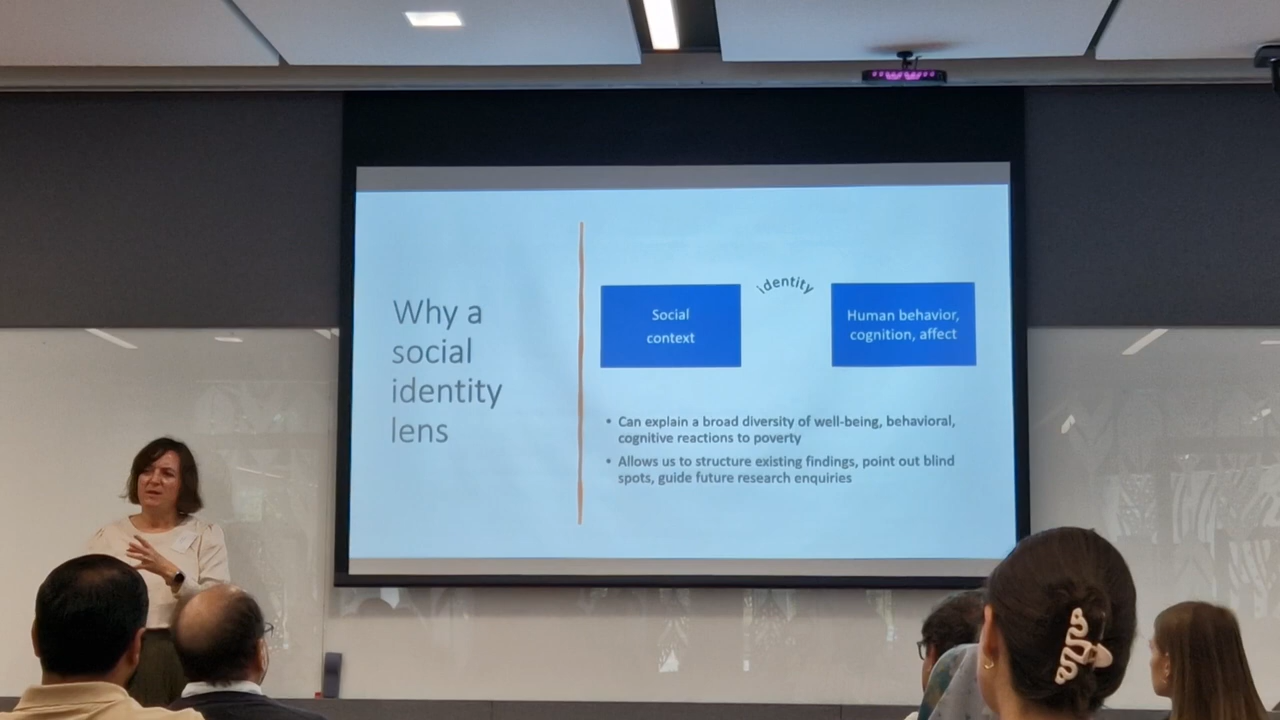 Why a
social
identity
lens
Social
context
identity
Human behavior,
cognition, affect
• Can explain a broad diversity of well-being, behavioral,
cognitive reactions to poverty
• Allows us to structure existing findings, point out blind
spots, guide future research enquiries